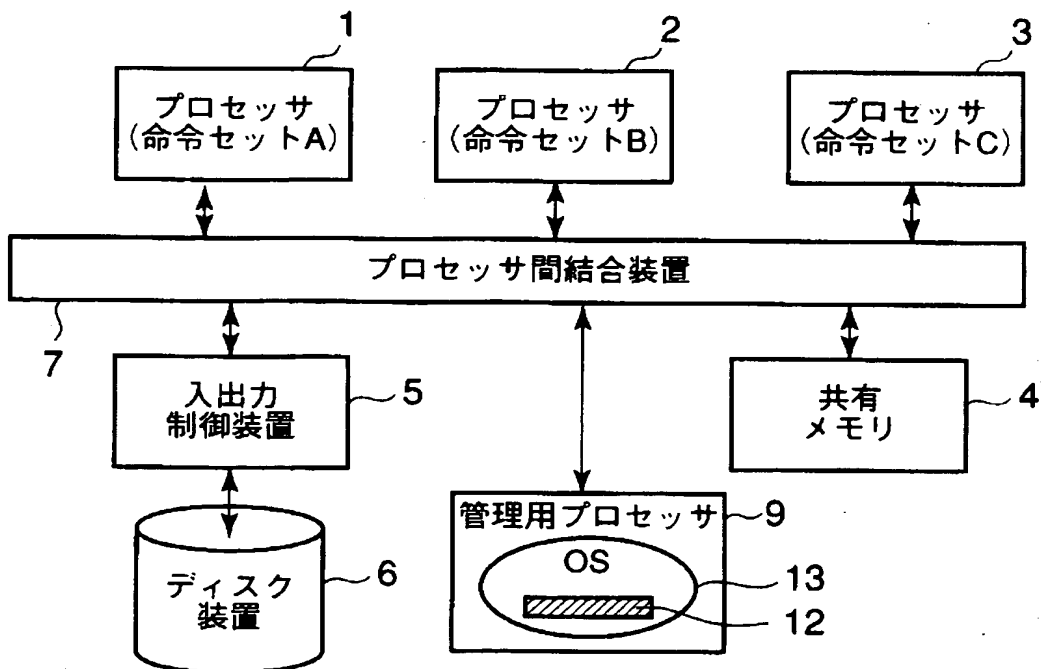 1
プロセッサ
(命令セットA)
2
プロセッサ
(命令セットB)
3
プロセッサ
(命令セットC)
プロセッサ間結合装置
7
入出力
制御装置
5
共有
メモリ
4
管理用プロセッサ
9
OS
13
12
ディスク
装置
6